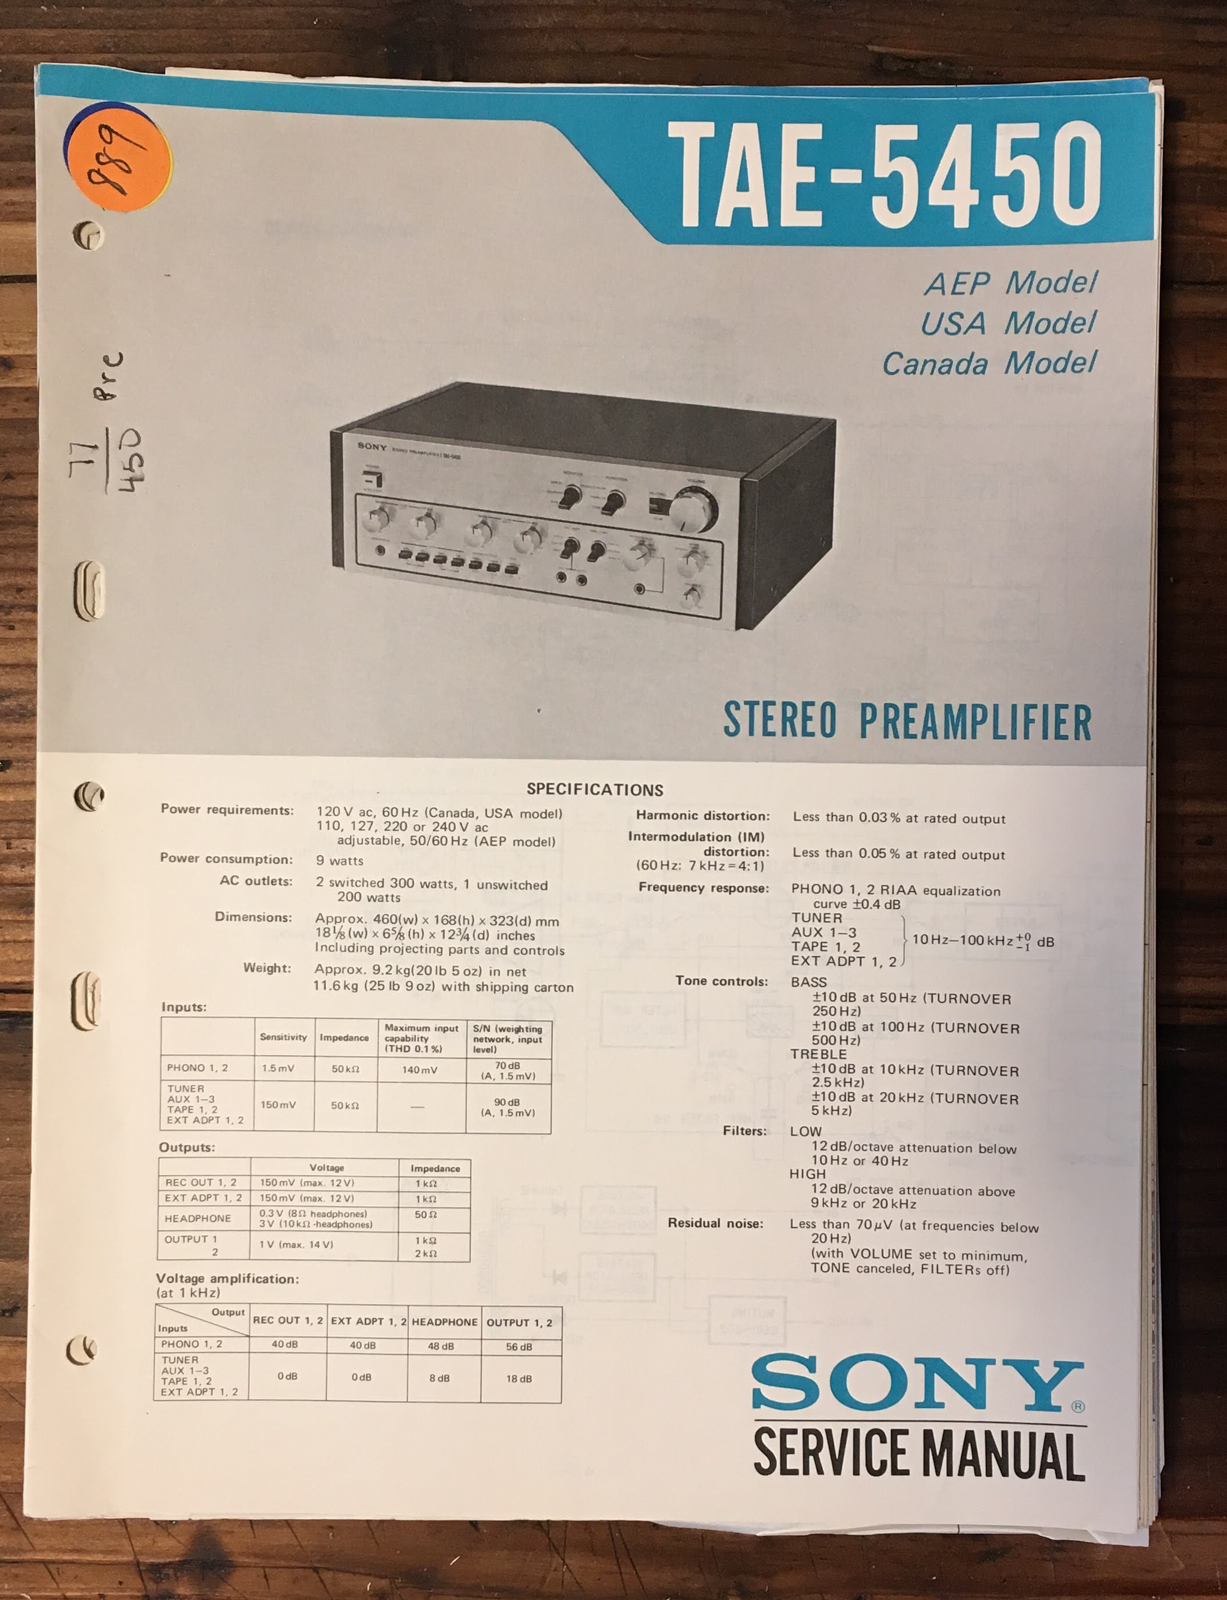 TAE-5450
889
AEP Model
USA Model
Canada Model
77
450 Pre
SONY STEREO PREAMPLIFIER
STEREO PREAMPLIFIER
SPECIFICATIONS
Power requirements: 120 V ac, 60 Hz (Canada, USA model)
110, 127, 220 or 240 V ac
adjustable, 50/60 Hz (AEP model)
Power consumption: 9 watts
AC outlets: 2 switched 300 watts, 1 unswitched
200 watts
Dimensions: Approx. 460(w) x 168(h) x 323(d) mm
18⅛(w) x 6⅝(h) x 12¾(d) inches
Including projecting parts and controls
Weight: Approx. 9.2 kg(20 lb 5 oz) in net
11.6 kg (25 lb 9 oz) with shipping carton
Inputs:
Sensitivity Impedance Maximum input capability (THD 0.1 %) S/N (weighting network, input level)
PHONO 1, 2 1.5 mV 50 kΩ 140 mV 70 dB (A, 1.5 mV)
TUNER
AUX 1–3
TAPE 1, 2
EXT ADPT 1, 2
150 mV 50 kΩ — 90 dB (A, 1.5 mV)
Outputs:
Voltage Impedance
REC OUT 1, 2 150 mV (max. 12 V) 1 kΩ
EXT ADPT 1, 2 150 mV (max. 12 V) 1 kΩ
HEADPHONE 0.3 V (8 Ω headphones) 50 Ω
3 V (10 kΩ-headphones)
OUTPUT 1 1 V (max. 14 V) 1 kΩ
2 2 kΩ
Voltage amplification:
(at 1 kHz)
Output
Inputs
REC OUT 1, 2 EXT ADPT 1, 2 HEADPHONE OUTPUT 1, 2
PHONO 1, 2 40 dB 40 dB 48 dB 56 dB
TUNER
AUX 1–3
TAPE 1, 2
EXT ADPT 1, 2
0 dB 0 dB 8 dB 18 dB
Harmonic distortion: Less than 0.03 % at rated output
Intermodulation (IM)
distortion: Less than 0.05 % at rated output
(60 Hz: 7 kHz = 4:1)
Frequency response: PHONO 1, 2 RIAA equalization
curve ±0.4 dB
TUNER
AUX 1–3
TAPE 1, 2
EXT ADPT 1, 2
10 Hz–100 kHz +0 −1 dB
Tone controls: BASS
±10 dB at 50 Hz (TURNOVER
250 Hz)
±10 dB at 100 Hz (TURNOVER
500 Hz)
TREBLE
±10 dB at 10 kHz (TURNOVER
2.5 kHz)
±10 dB at 20 kHz (TURNOVER
5 kHz)
Filters: LOW
12 dB/octave attenuation below
10 Hz or 40 Hz
HIGH
12 dB/octave attenuation above
9 kHz or 20 kHz
Residual noise: Less than 70 μV (at frequencies below
20 Hz)
(with VOLUME set to minimum,
TONE canceled, FILTERs off)
SONY®
SERVICE MANUAL